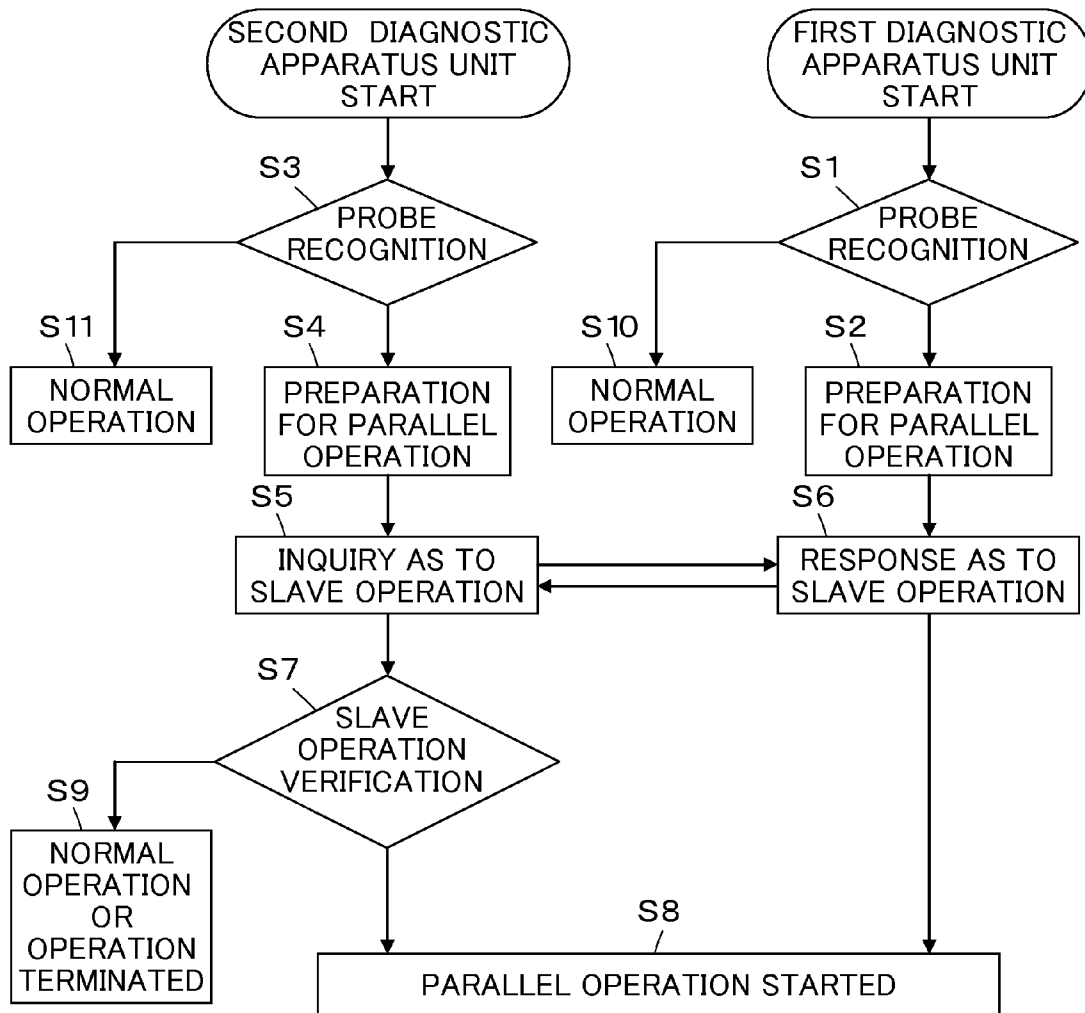 SECOND DIAGNOSTIC
APPARATUS UNIT
START
FIRST DIAGNOSTIC
APPARATUS UNIT
START
S3
PROBE
RECOGNITION
S1
PROBE
RECOGNITION
S11
NORMAL
OPERATION
S4
PREPARATION
FOR PARALLEL
OPERATION
S10
NORMAL
OPERATION
S2
PREPARATION
FOR PARALLEL
OPERATION
S5
INQUIRY AS TO
SLAVE OPERATION
S6
RESPONSE AS TO
SLAVE OPERATION
S7
SLAVE
OPERATION
VERIFICATION
S9
NORMAL
OPERATION
OR
OPERATION
TERMINATED
S8
PARALLEL OPERATION STARTED